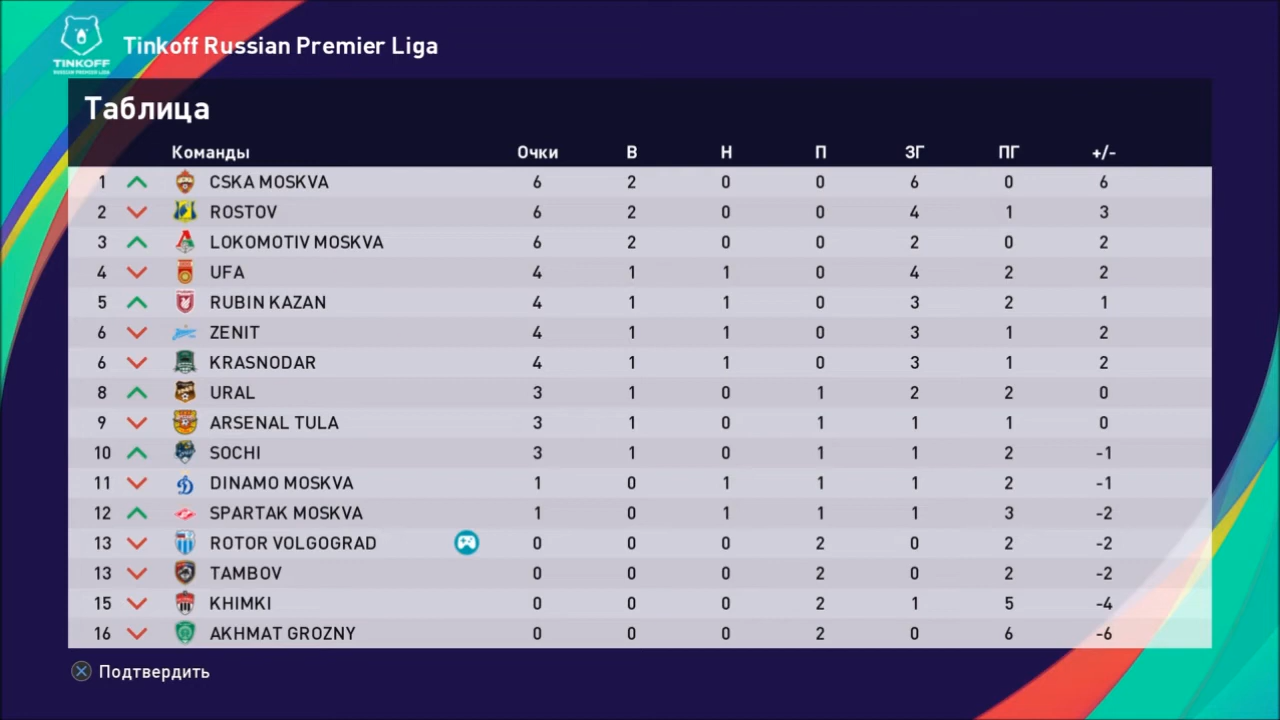 Tinkoff Russian Premier Liga
TINKOFF
RUSSIAN PREMIER LIGA
Таблица
Команды Очки В Н П ЗГ ПГ +/-
1 CSKA MOSKVA 6 2 0 0 6 0 6
2 ROSTOV 6 2 0 0 4 1 3
3 LOKOMOTIV MOSKVA 6 2 0 0 2 0 2
4 UFA 4 1 1 0 4 2 2
5 RUBIN KAZAN 4 1 1 0 3 2 1
6 ZENIT 4 1 1 0 3 1 2
6 KRASNODAR 4 1 1 0 3 1 2
8 URAL 3 1 0 1 2 2 0
9 ARSENAL TULA 3 1 0 1 1 1 0
10 SOCHI 3 1 0 1 1 2 -1
11 DINAMO MOSKVA 1 0 1 1 1 2 -1
12 SPARTAK MOSKVA 1 0 1 1 1 3 -2
13 ROTOR VOLGOGRAD 0 0 0 2 0 2 -2
13 TAMBOV 0 0 0 2 0 2 -2
15 KHIMKI 0 0 0 2 1 5 -4
16 AKHMAT GROZNY 0 0 0 2 0 6 -6
Подтвердить